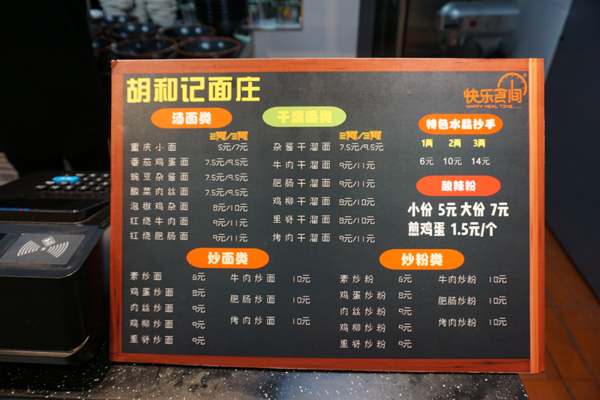 胡和记面庄
快乐食间
HAPPY MEAL TIME
汤面类
2两/3两
重庆小面 5元/7元
番茄鸡蛋面 7.5元/9.5元
豌豆杂酱面 7.5元/9.5元
酸菜肉丝面 7.5元/9.5元
泡椒鸡杂面 8元/10元
红烧牛肉面 9元/11元
红烧肥肠面 9元/11元
干溜面类
2两/3两
杂酱干溜面 7.5元/9.5元
牛肉干溜面 9元/11元
肥肠干溜面 9元/11元
鸡柳干溜面 8元/10元
里脊干溜面 8元/10元
烤肉干溜面 9元/11元
特色水晶抄手
1两 2两 3两
6元 10元 14元
酸辣粉
小份 5元 大份 7元
煎鸡蛋 1.5元/个
炒面类
素炒面 6元
鸡蛋炒面 8元
肉丝炒面 9元
鸡柳炒面 9元
里脊炒面 9元
牛肉炒面 10元
肥肠炒面 10元
烤肉炒面 10元
炒粉类
素炒粉 6元
鸡蛋炒粉 8元
肉丝炒粉 9元
鸡柳炒粉 9元
里脊炒粉 9元
牛肉炒粉 10元
肥肠炒粉 10元
烤肉炒粉 10元